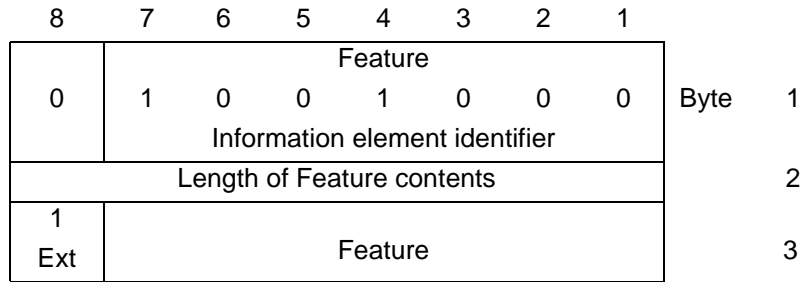 8 7 6 5 4 3 2 1
Feature
0 1 0 0 1 0 0 0 Byte 1
Information element identifier
Length of Feature contents 2
1
Ext Feature 3